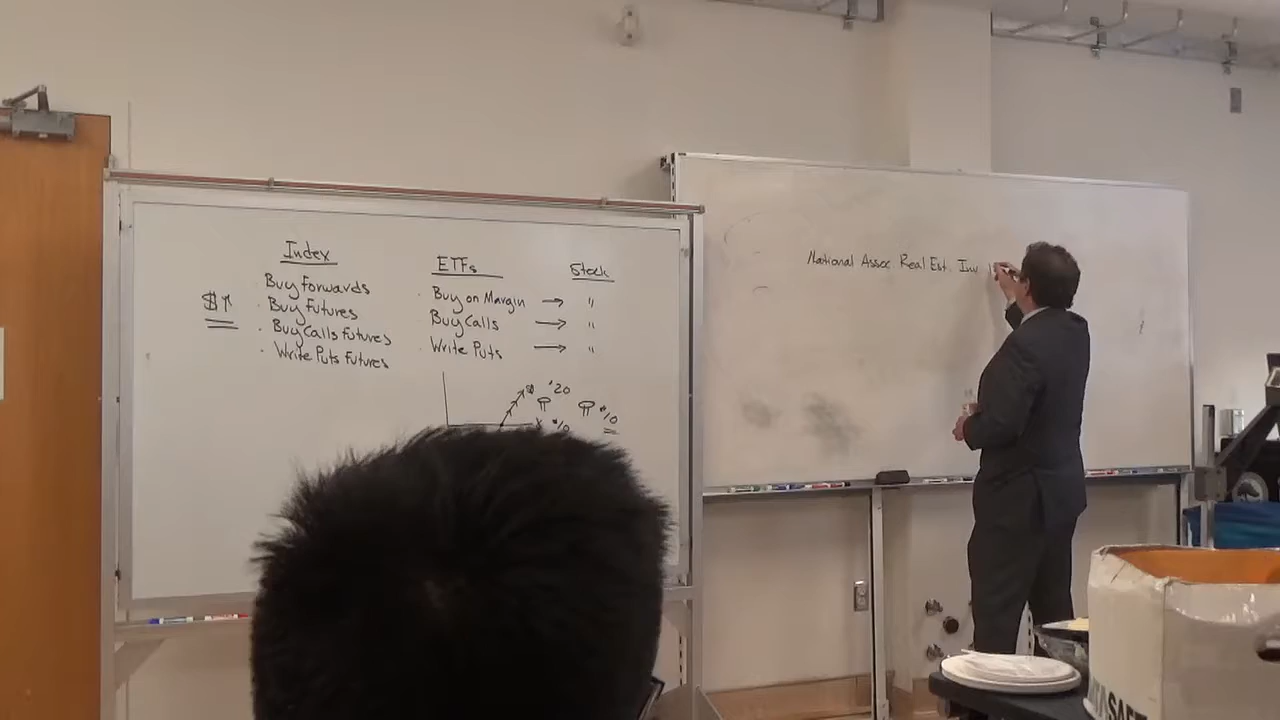 Index
Buy forwards
· Buy Futures
· Buy Calls Futures
· Write Puts Futures
$↑
ETFs
· Buy on Margin → "
· Buy Calls → "
· Write Puts → "
Stock
$ '20
National Assoc Real Est. Inv